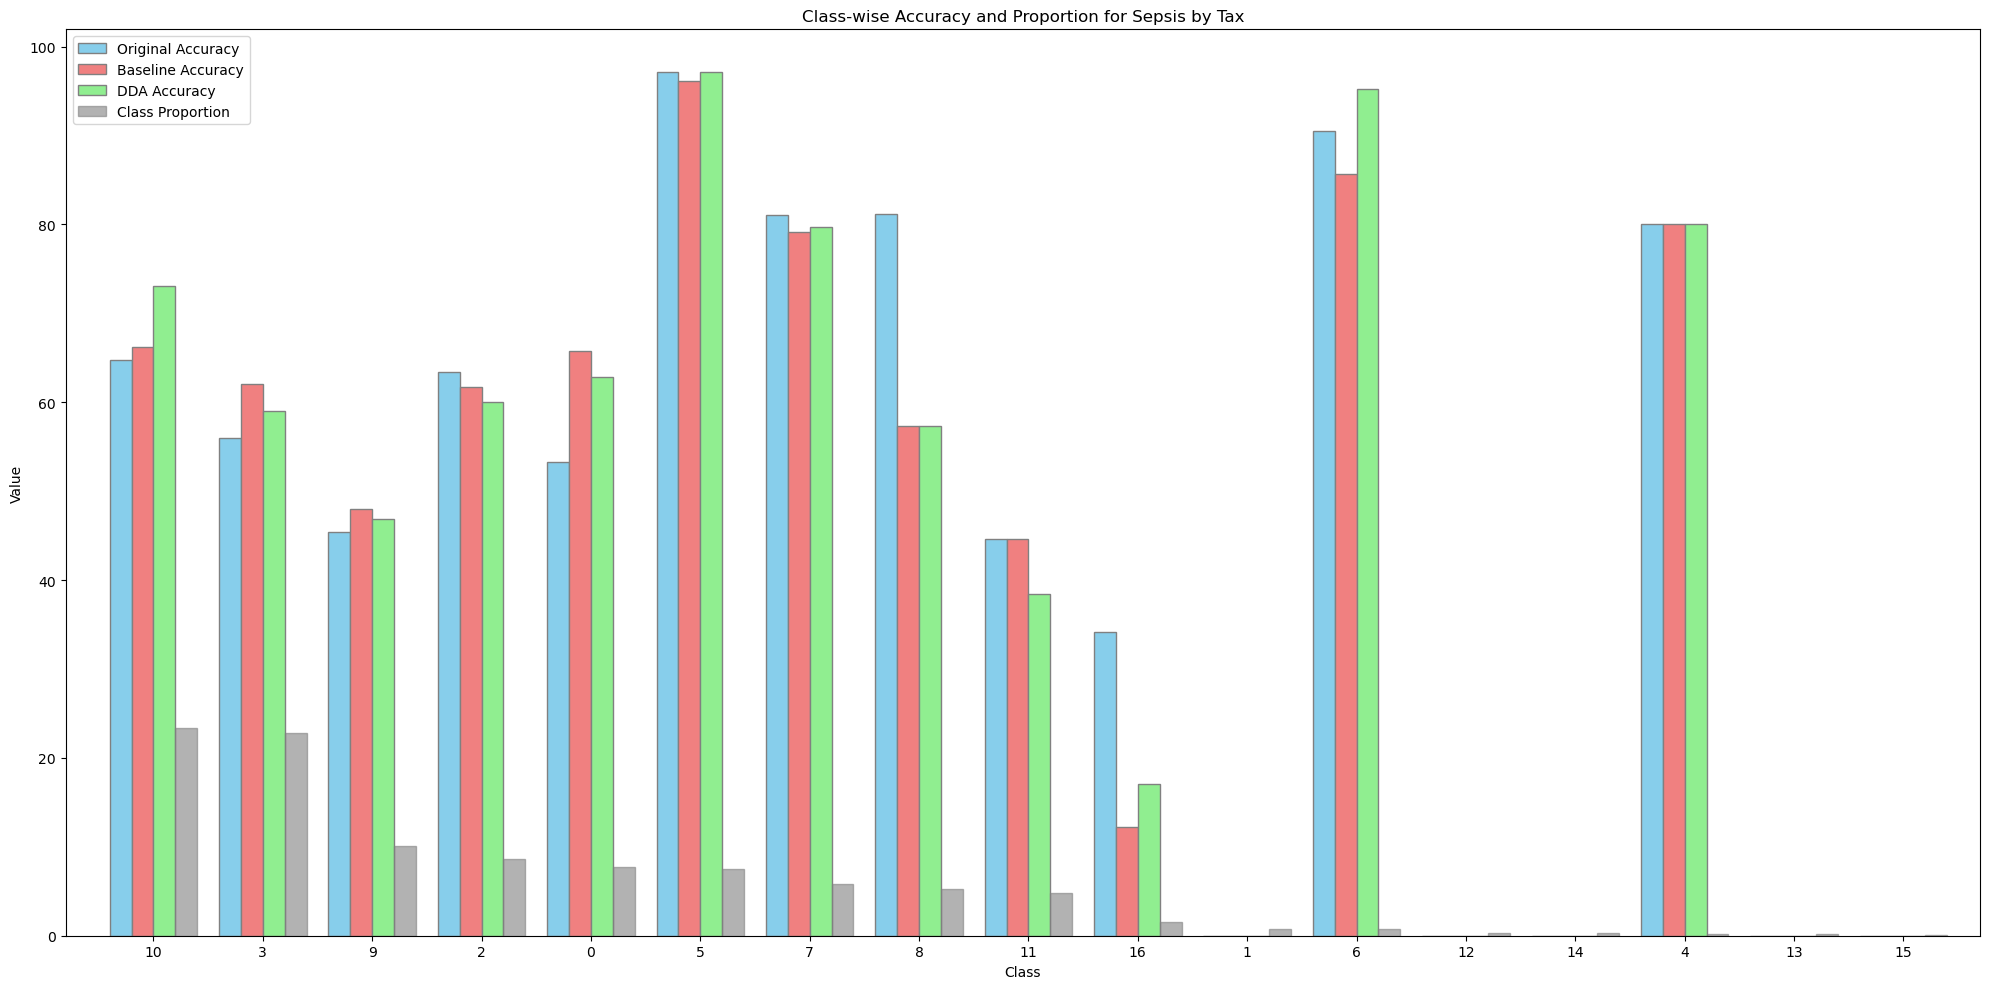 Class-wise Accuracy and Proportion for Sepsis by Tax
Original Accuracy
Baseline Accuracy
DDA Accuracy
Class Proportion
100
80
60
40
20
0
Value
10 3 9 2 0 5 7 8 11 16 1 6 12 14 4 13 15
Class